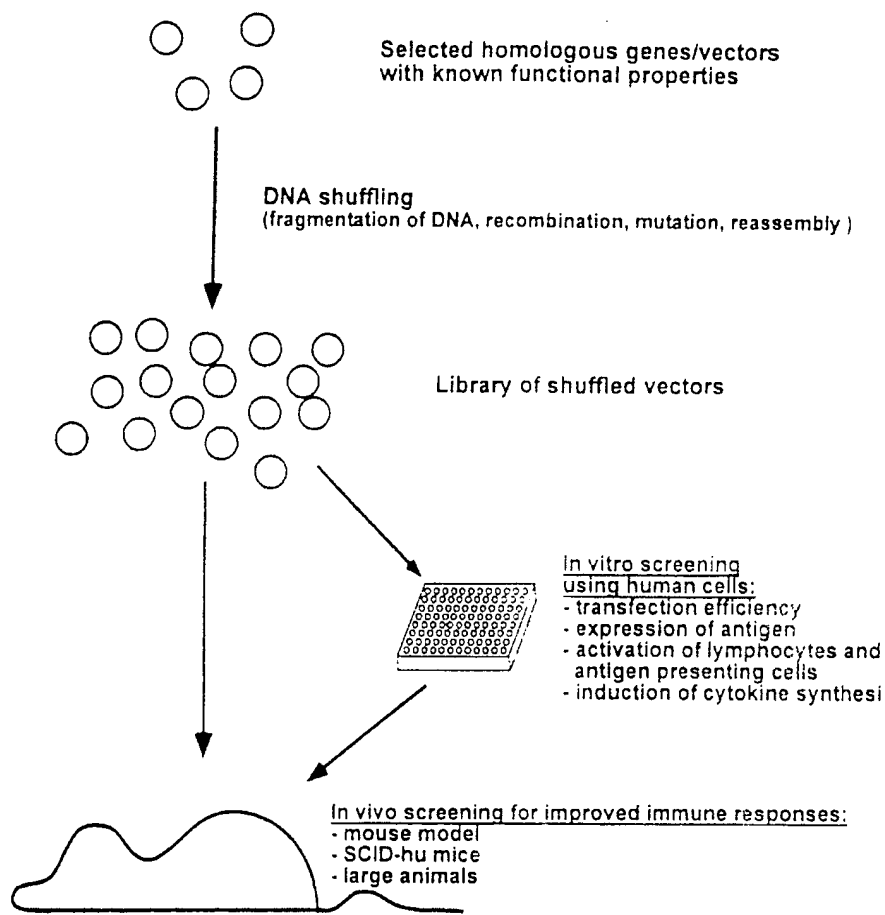 Selected homologous genes/vectors
with known functional properties
DNA shuffling
(fragmentation of DNA, recombination, mutation, reassembly )
Library of shuffled vectors
In vitro screening
using human cells:
- transfection efficiency
- expression of antigen
- activation of lymphocytes and
antigen presenting cells
- induction of cytokine synthesi
In vivo screening for improved immune responses:
- mouse model
- SCID-hu mice
- large animals